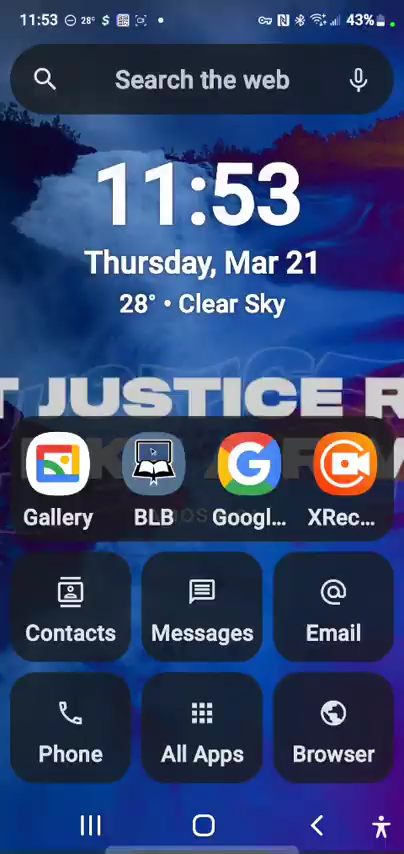 11:53 28° $ 43%
Search the web
11:53
Thursday, Mar 21
28° • Clear Sky
T JUSTICE R
Gallery BLB Googl... XRec...
Contacts Messages Email
Phone All Apps Browser